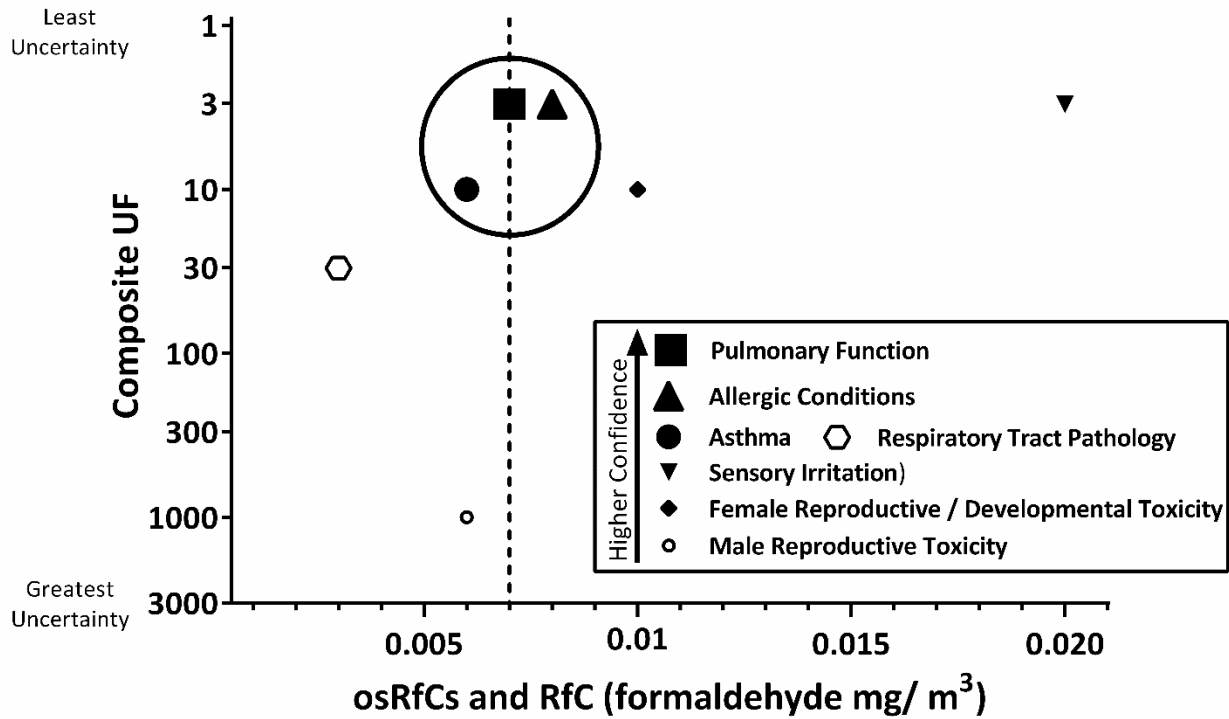 Least
Uncertainty
1
3
10
30
100
300
1000
3000
Greatest
Uncertainty
Composite UF
Higher Confidence
Pulmonary Function
Allergic Conditions
Asthma Respiratory Tract Pathology
Sensory Irritation)
Female Reproductive / Developmental Toxicity
Male Reproductive Toxicity
0.005 0.01 0.015 0.020
osRfCs and RfC (formaldehyde mg/ m³)